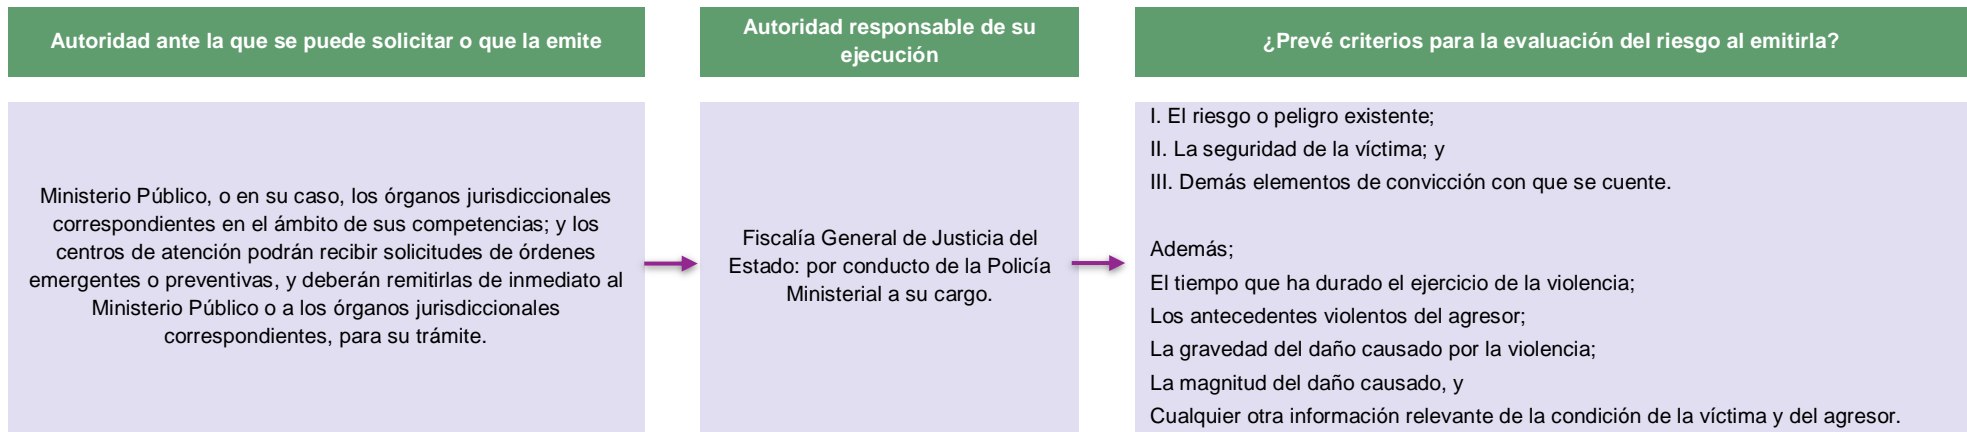 Autoridad ante la que se puede solicitar o que la emite
Autoridad responsable de su
ejecución
¿Prevé criterios para la evaluación del riesgo al emitirla?
Ministerio Público, o en su caso, los órganos jurisdiccionales
correspondientes en el ámbito de sus competencias; y los
centros de atención podrán recibir solicitudes de órdenes
emergentes o preventivas, y deberán remitirlas de inmediato al
Ministerio Público o a los órganos jurisdiccionales
correspondientes, para su trámite.
Fiscalía General de Justicia del
Estado: por conducto de la Policía
Ministerial a su cargo.
I. El riesgo o peligro existente;
II. La seguridad de la víctima; y
III. Demás elementos de convicción con que se cuente.
Además;
El tiempo que ha durado el ejercicio de la violencia;
Los antecedentes violentos del agresor;
La gravedad del daño causado por la violencia;
La magnitud del daño causado, y
Cualquier otra información relevante de la condición de la víctima y del agresor.